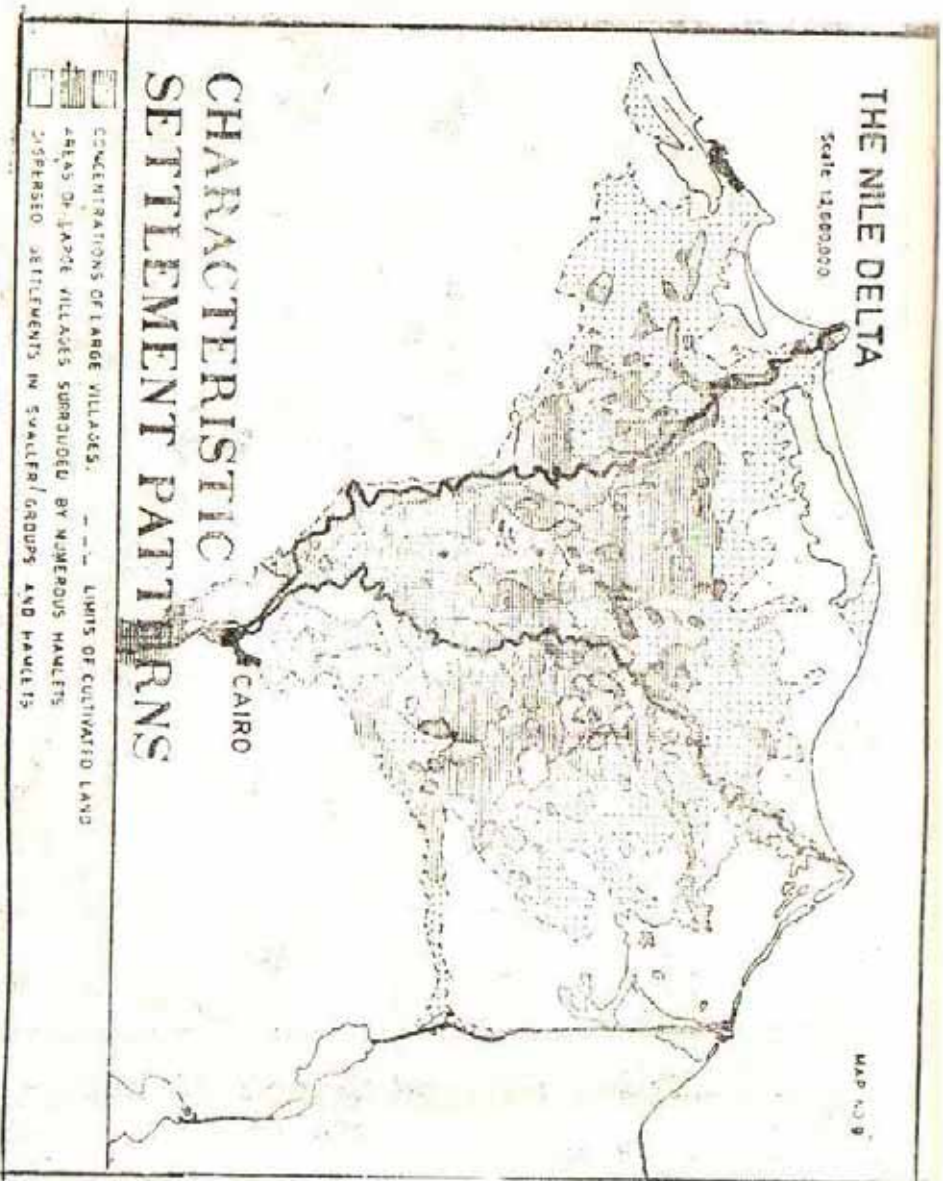 THE NILE DELTA
Scale 1:2,000,000
MAP NO 9
CAIRO
CHARACTERISTIC
SETTLEMENT PATTERNS
CONCENTRATIONS OF LARGE VILLAGES.
LIMITS OF CULTIVATED LAND
AREAS OF LARGE VILLAGES SURROUDED BY NUMEROUS HAMLETS
DISPERSED SETTLEMENTS IN SMALLER/GROUPS AND HAMLETS